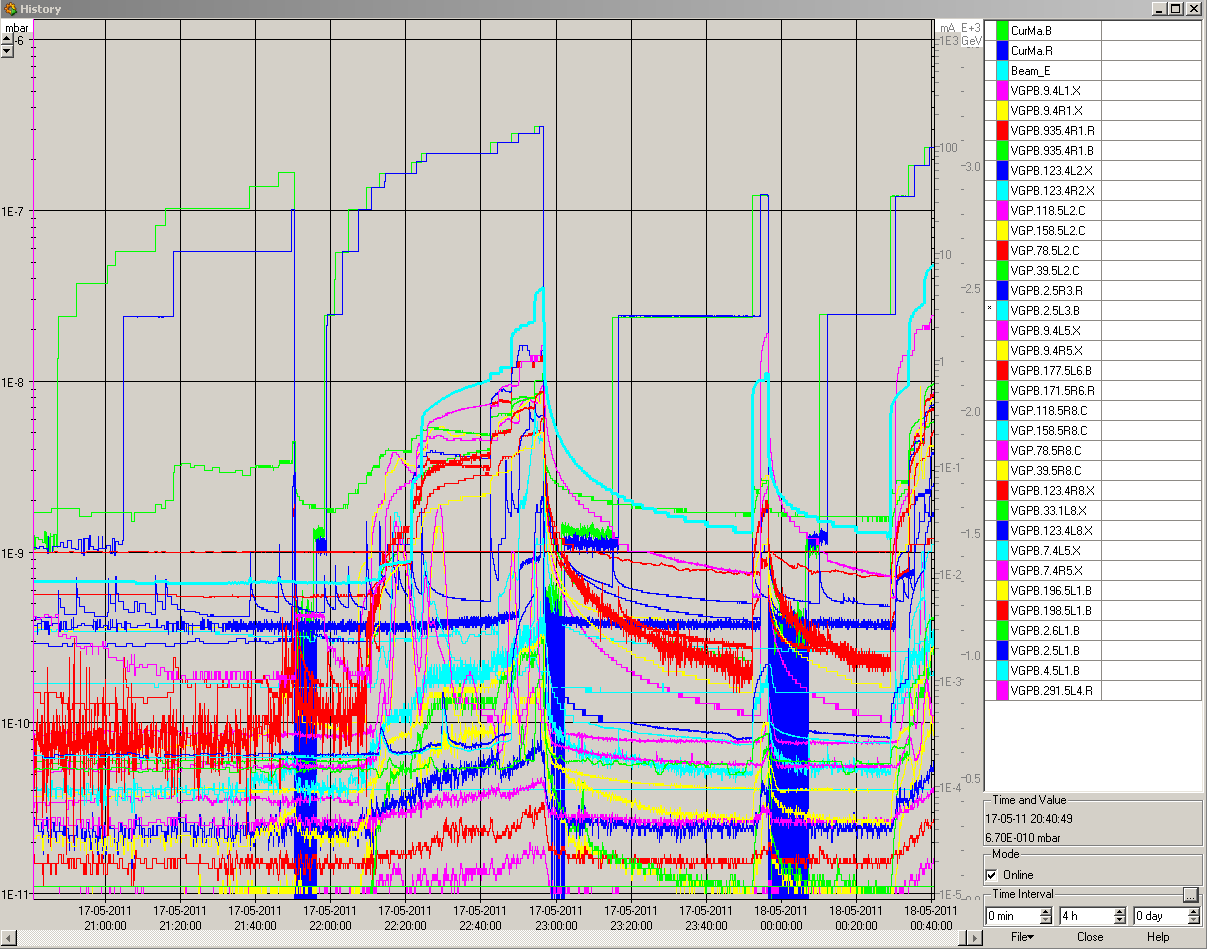 History
mbar
mA
E+3
GeV
-6
1E3
100
-3.0
1E-7
10
-2.5
1
1E-8
-2.0
1E-1
-1.5
1E-9
1E-2
-1.0
1E-3
1E-10
-0.5
1E-4
1E-11
1E-5
-0.0
17-05-2011 17-05-2011 17-05-2011 17-05-2011 17-05-2011 17-05-2011 17-05-2011 17-05-2011 17-05-2011 18-05-2011 18-05-2011 18-05-2011
21:00:00 21:20:00 21:40:00 22:00:00 22:20:00 22:40:00 23:00:00 23:20:00 23:40:00 00:00:00 00:20:00 00:40:00
CurMa.B
CurMa.R
Beam_E
VGPB.9.4L1.X
VGPB.9.4R1.X
VGPB.935.4R1.R
VGPB.935.4R1.B
VGPB.123.4L2.X
VGPB.123.4R2.X
VGP.118.5L2.C
VGP.158.5L2.C
VGP.78.5L2.C
VGP.39.5L2.C
VGPB.2.5R3.R
* VGPB.2.5L3.B
VGPB.9.4L5.X
VGPB.9.4R5.X
VGPB.177.5L6.B
VGPB.171.5R6.R
VGP.118.5R8.C
VGP.158.5R8.C
VGP.78.5R8.C
VGP.39.5R8.C
VGPB.123.4R8.X
VGPB.33.1L8.X
VGPB.123.4L8.X
VGPB.7.4L5.X
VGPB.7.4R5.X
VGPB.196.5L1.B
VGPB.198.5L1.B
VGPB.2.6L1.B
VGPB.2.5L1.B
VGPB.4.5L1.B
VGPB.291.5L4.R
Time and Value
17-05-11 20:40:49
6.70E-010 mbar
Mode
Online
Time Interval
...
0 min 4 h 0 day
File Close Help